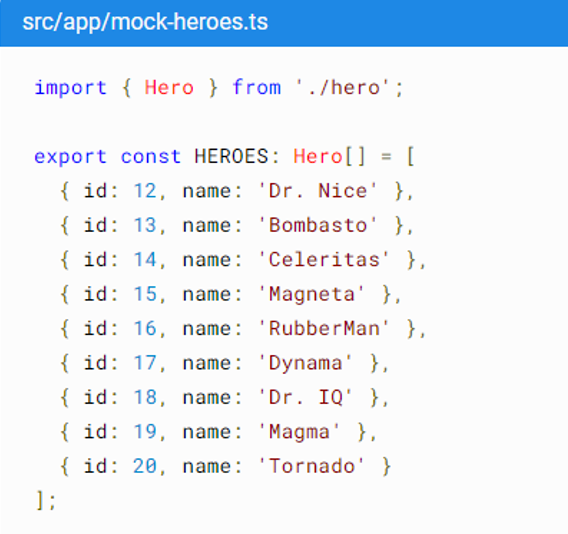 src/app/mock-heroes.ts
import { Hero } from './hero';
export const HEROES: Hero[] = [
{ id: 12, name: 'Dr. Nice' },
{ id: 13, name: 'Bombasto' },
{ id: 14, name: 'Celeritas' },
{ id: 15, name: 'Magneta' },
{ id: 16, name: 'RubberMan' },
{ id: 17, name: 'Dynama' },
{ id: 18, name: 'Dr. IQ' },
{ id: 19, name: 'Magma' },
{ id: 20, name: 'Tornado' }
];